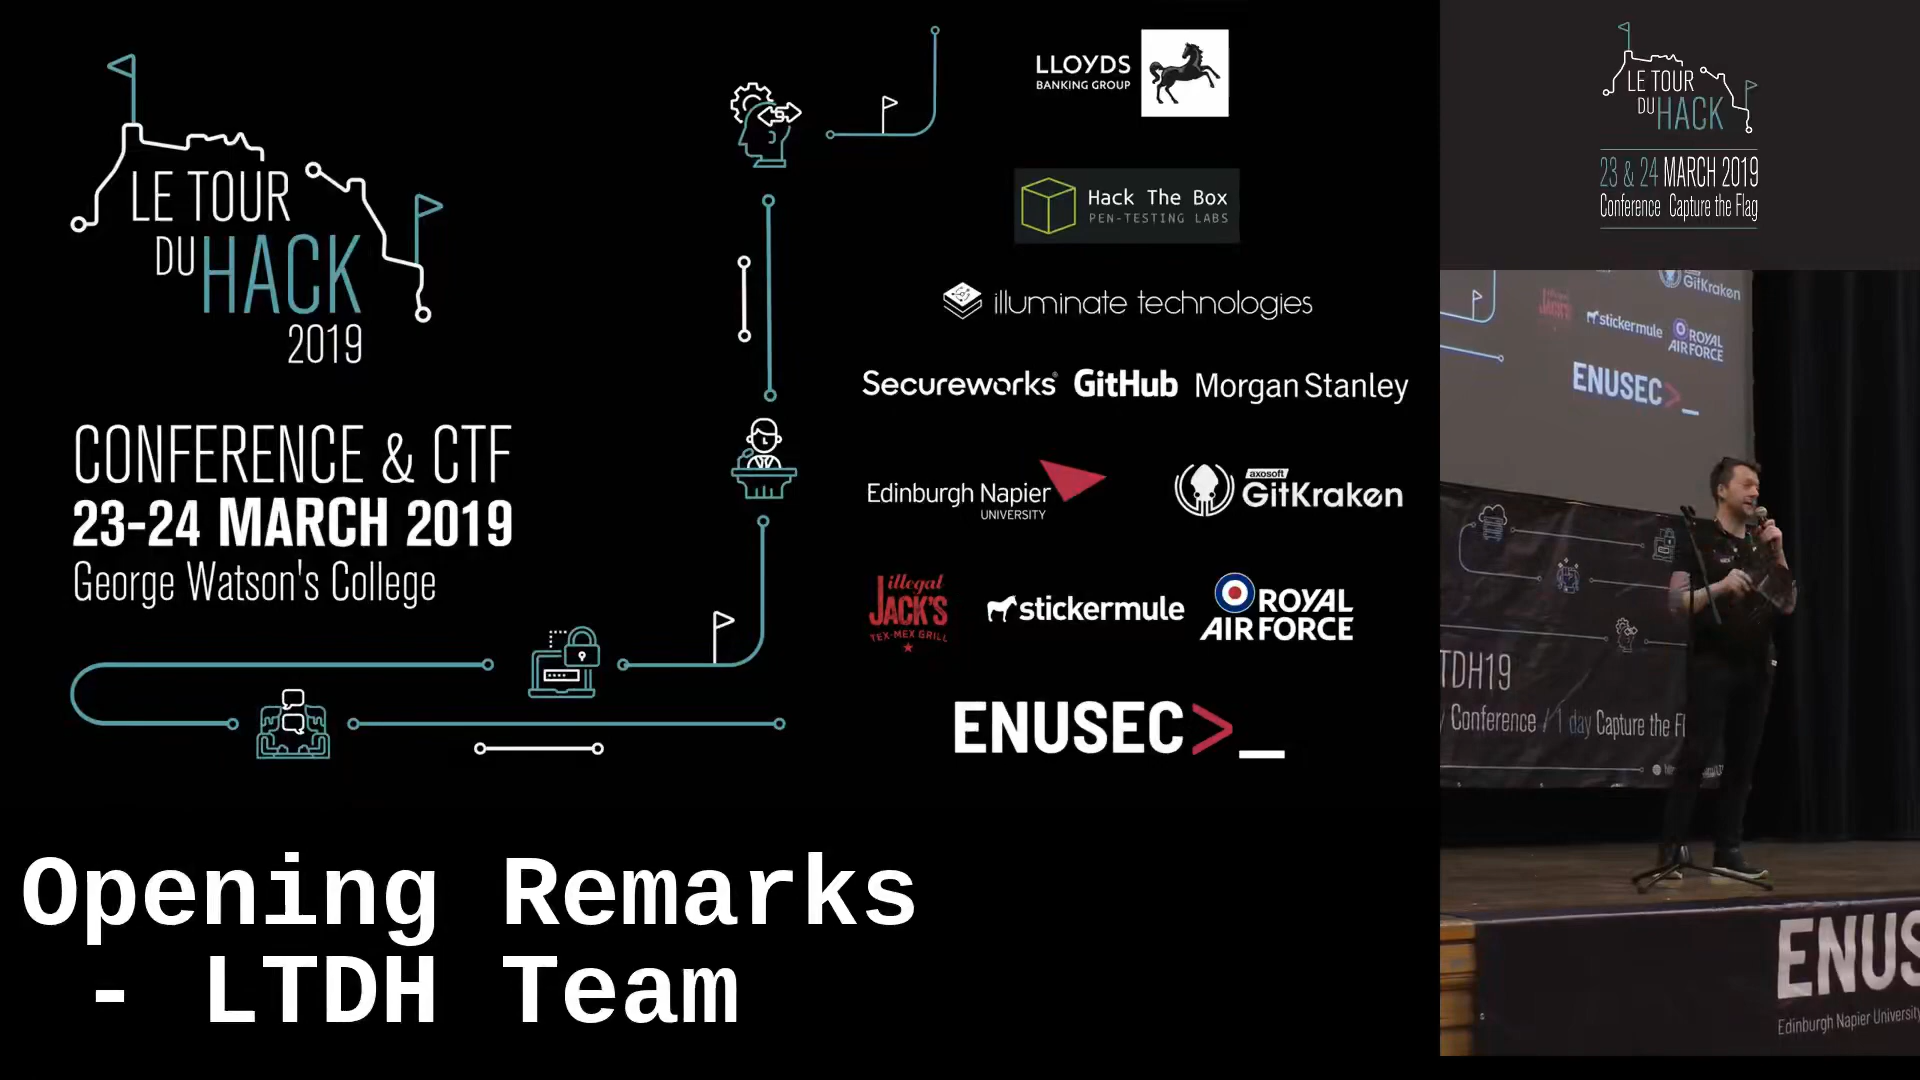 LE TOUR
DU HACK
2019
CONFERENCE & CTF
23-24 MARCH 2019
George Watson's College
LLOYDS
BANKING GROUP
Hack The Box
PEN-TESTING LABS
illuminate technologies
Secureworks® GitHub Morgan Stanley
Edinburgh Napier
UNIVERSITY
axosoft
GitKraken
illegal
JACK'S
TEX-MEX GRILL
stickermule
ROYAL
AIR FORCE
ENUSEC>_
Opening Remarks
- LTDH Team
LE TOUR
DU HACK
23 & 24 MARCH 2019
Conference Capture the Flag
GitKraken
JACK'S
stickermule
ROYAL
AIR FORCE
ENUSEC>_
TDH19
Conference / 1 day Capture the Fl
ENUS
Edinburgh Napier University